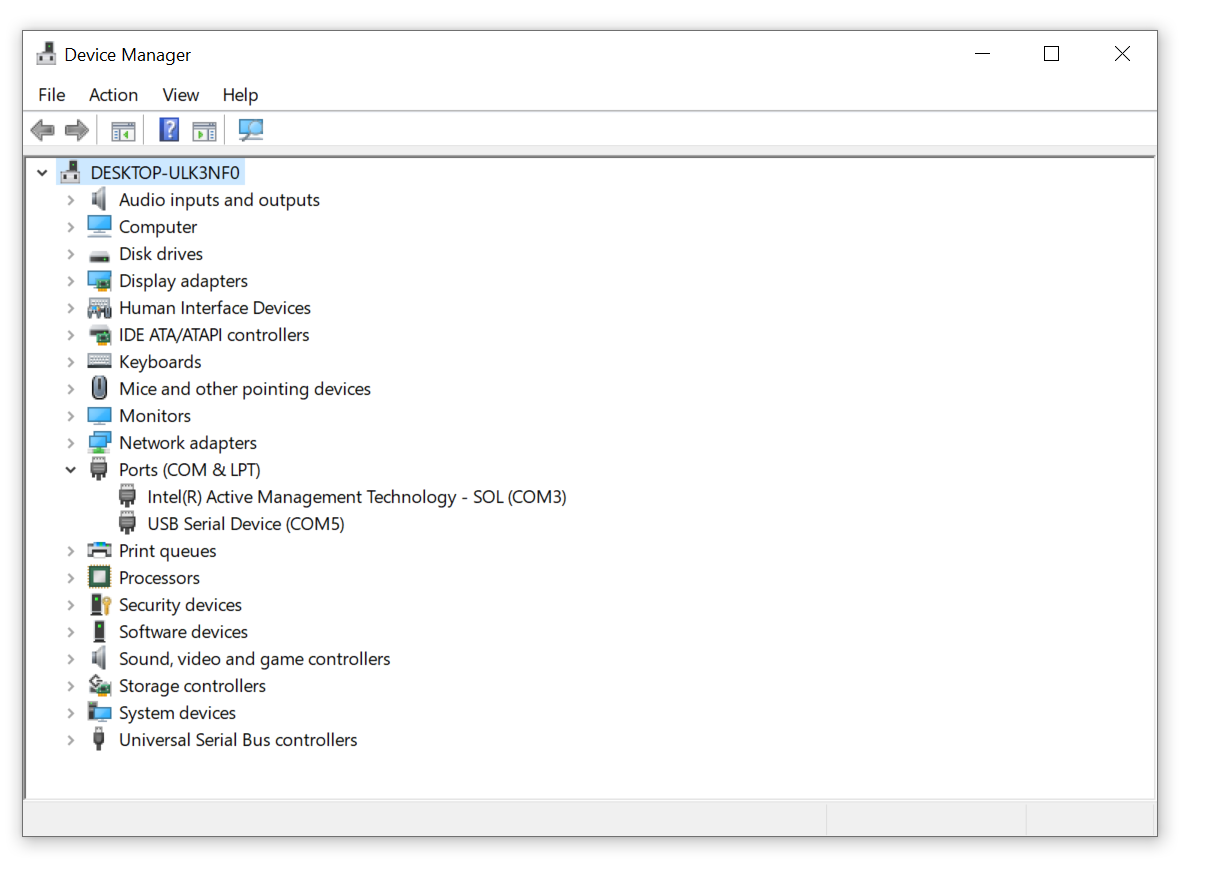 Device Manager
File Action View Help
DESKTOP-ULK3NF0
Audio inputs and outputs
Computer
Disk drives
Display adapters
Human Interface Devices
IDE ATA/ATAPI controllers
Keyboards
Mice and other pointing devices
Monitors
Network adapters
Ports (COM & LPT)
Intel(R) Active Management Technology - SOL (COM3)
USB Serial Device (COM5)
Print queues
Processors
Security devices
Software devices
Sound, video and game controllers
Storage controllers
System devices
Universal Serial Bus controllers